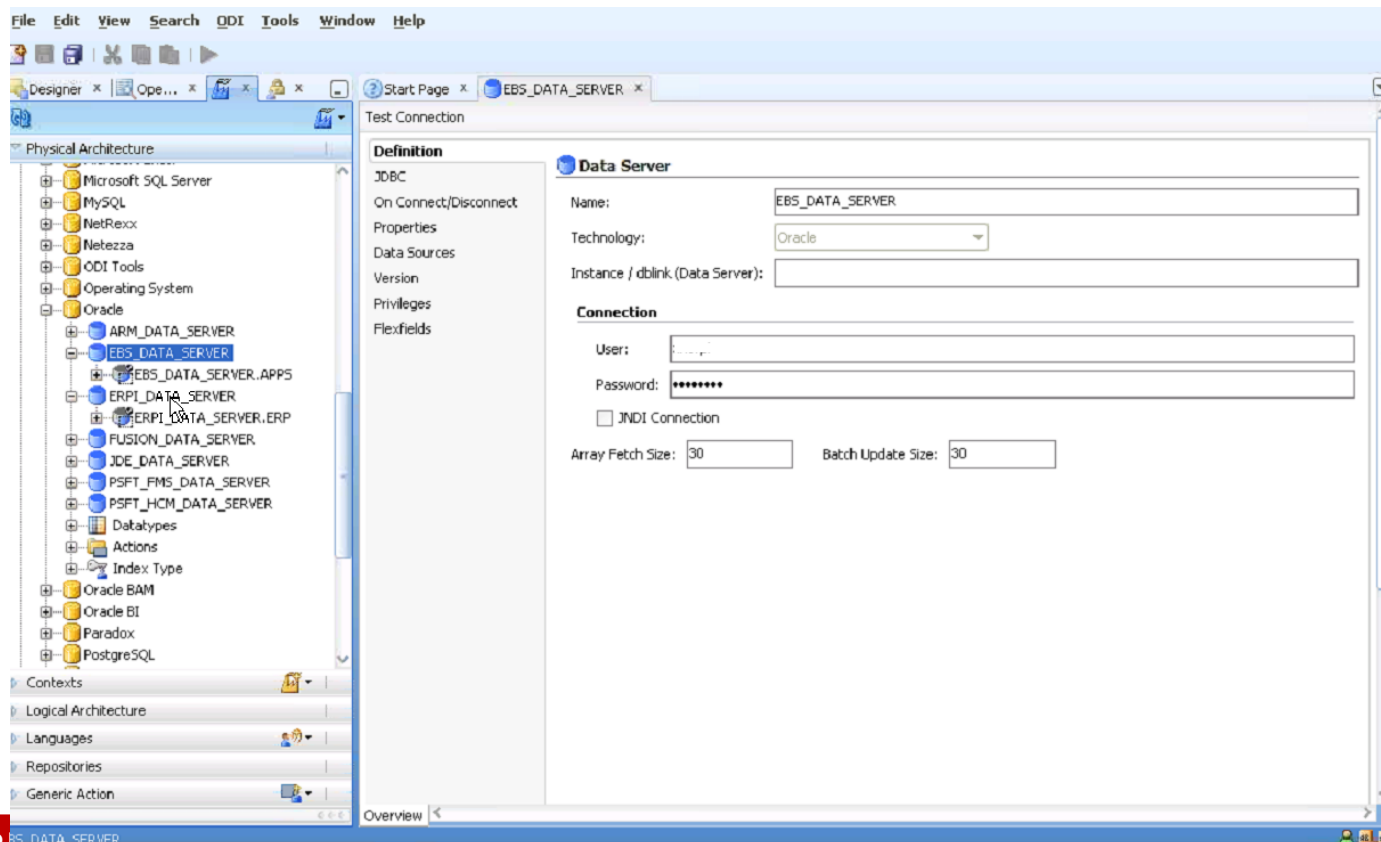 File Edit View Search ODI Tools Window Help
Designer Ope... Start Page EBS_DATA_SERVER
Test Connection
Physical Architecture
Microsoft SQL Server
MySQL
NetRexx
Netezza
ODI Tools
Operating System
Oracle
ARM_DATA_SERVER
EBS_DATA_SERVER
EBS_DATA_SERVER.APPS
ERPI_DATA_SERVER
ERPI_DATA_SERVER.ERP
FUSION_DATA_SERVER
JDE_DATA_SERVER
PSFT_FMS_DATA_SERVER
PSFT_HCM_DATA_SERVER
Datatypes
Actions
Index Type
Oracle BAM
Oracle BI
Paradox
PostgreSQL
Contexts
Logical Architecture
Languages
Repositories
Generic Action
Definition
JDBC
On Connect/Disconnect
Properties
Data Sources
Version
Privileges
Flexfields
Data Server
Name: EBS_DATA_SERVER
Technology: Oracle
Instance / dblink (Data Server):
Connection
User:
Password: ••••••••
JNDI Connection
Array Fetch Size: 30 Batch Update Size: 30
Overview
BS_DATA_SERVER